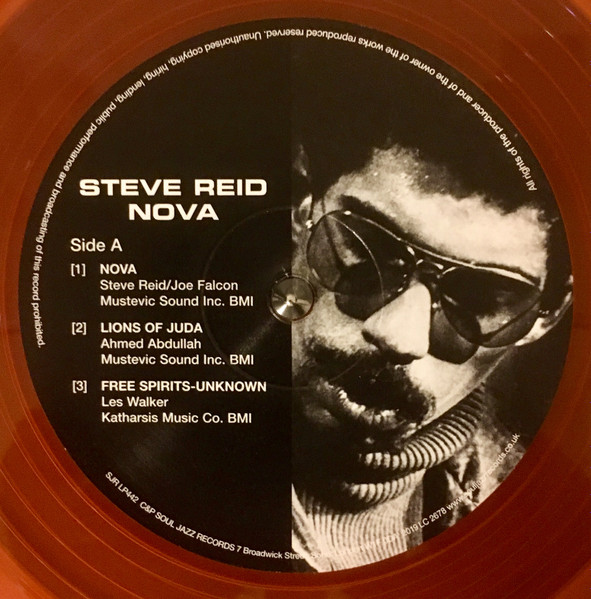 STEVE REID
NOVA
Side A
[1] NOVA
Steve Reid/Joe Falcon
Mustevic Sound Inc. BMI
[2] LIONS OF JUDA
Ahmed Abdullah
Mustevic Sound Inc. BMI
[3] FREE SPIRITS-UNKNOWN
Les Walker
Katharsis Music Co. BMI
All rights of the producer and of the owner of the works reproduced reserved. Unauthorised copying, hiring, lending, public performance and broadcasting of this record prohibited.
SJR LP442 C&P SOUL JAZZ RECORDS 7 Broadwick Street 2019 LC 2678